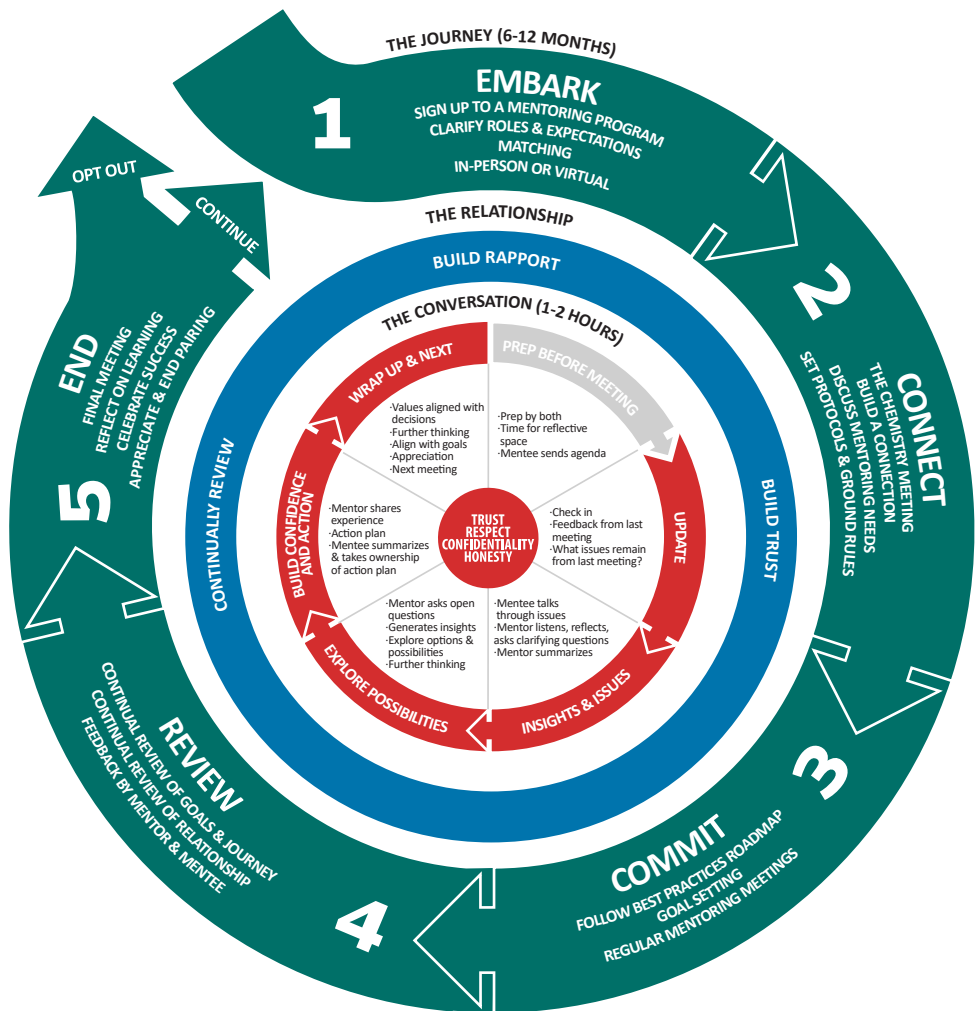 THE JOURNEY (6-12 MONTHS)
1
EMBARK
SIGN UP TO A MENTORING PROGRAM
CLARIFY ROLES & EXPECTATIONS
MATCHING
IN-PERSON OR VIRTUAL
2
CONNECT
THE CHEMISTRY MEETING
BUILD A CONNECTION
DISCUSS MENTORING NEEDS
SET PROTOCOLS & GROUND RULES
3
COMMIT
FOLLOW BEST PRACTICES ROADMAP
GOAL SETTING
REGULAR MENTORING MEETINGS
4
REVIEW
CONTINUAL REVIEW OF GOALS & JOURNEY
CONTINUAL REVIEW OF RELATIONSHIP
FEEDBACK BY MENTOR & MENTEE
5
END
FINAL MEETING
REFLECT ON LEARNING
CELEBRATE SUCCESS
APPRECIATE & END PAIRING
OPT OUT
CONTINUE
THE RELATIONSHIP
BUILD RAPPORT
BUILD TRUST
CONTINUALLY REVIEW
THE CONVERSATION (1-2 HOURS)
PREP BEFORE MEETING
·Prep by both
·Time for reflective
space
·Mentee sends agenda
UPDATE
·Check in
·Feedback from last
meeting
·What issues remain
from last meeting?
INSIGHTS & ISSUES
·Mentee talks
through issues
·Mentor listens, reflects,
asks clarifying questions
·Mentor summarizes
EXPLORE POSSIBILITIES
·Mentor asks open
questions
·Generates insights
·Explore options &
possibilities
·Further thinking
BUILD CONFIDENCE
AND ACTION
·Mentor shares
experience
·Action plan
·Mentee summarizes
& takes ownership
of action plan
WRAP UP & NEXT
·Values aligned with
decisions
·Further thinking
·Align with goals
·Appreciation
·Next meeting
TRUST
RESPECT
CONFIDENTIALITY
HONESTY